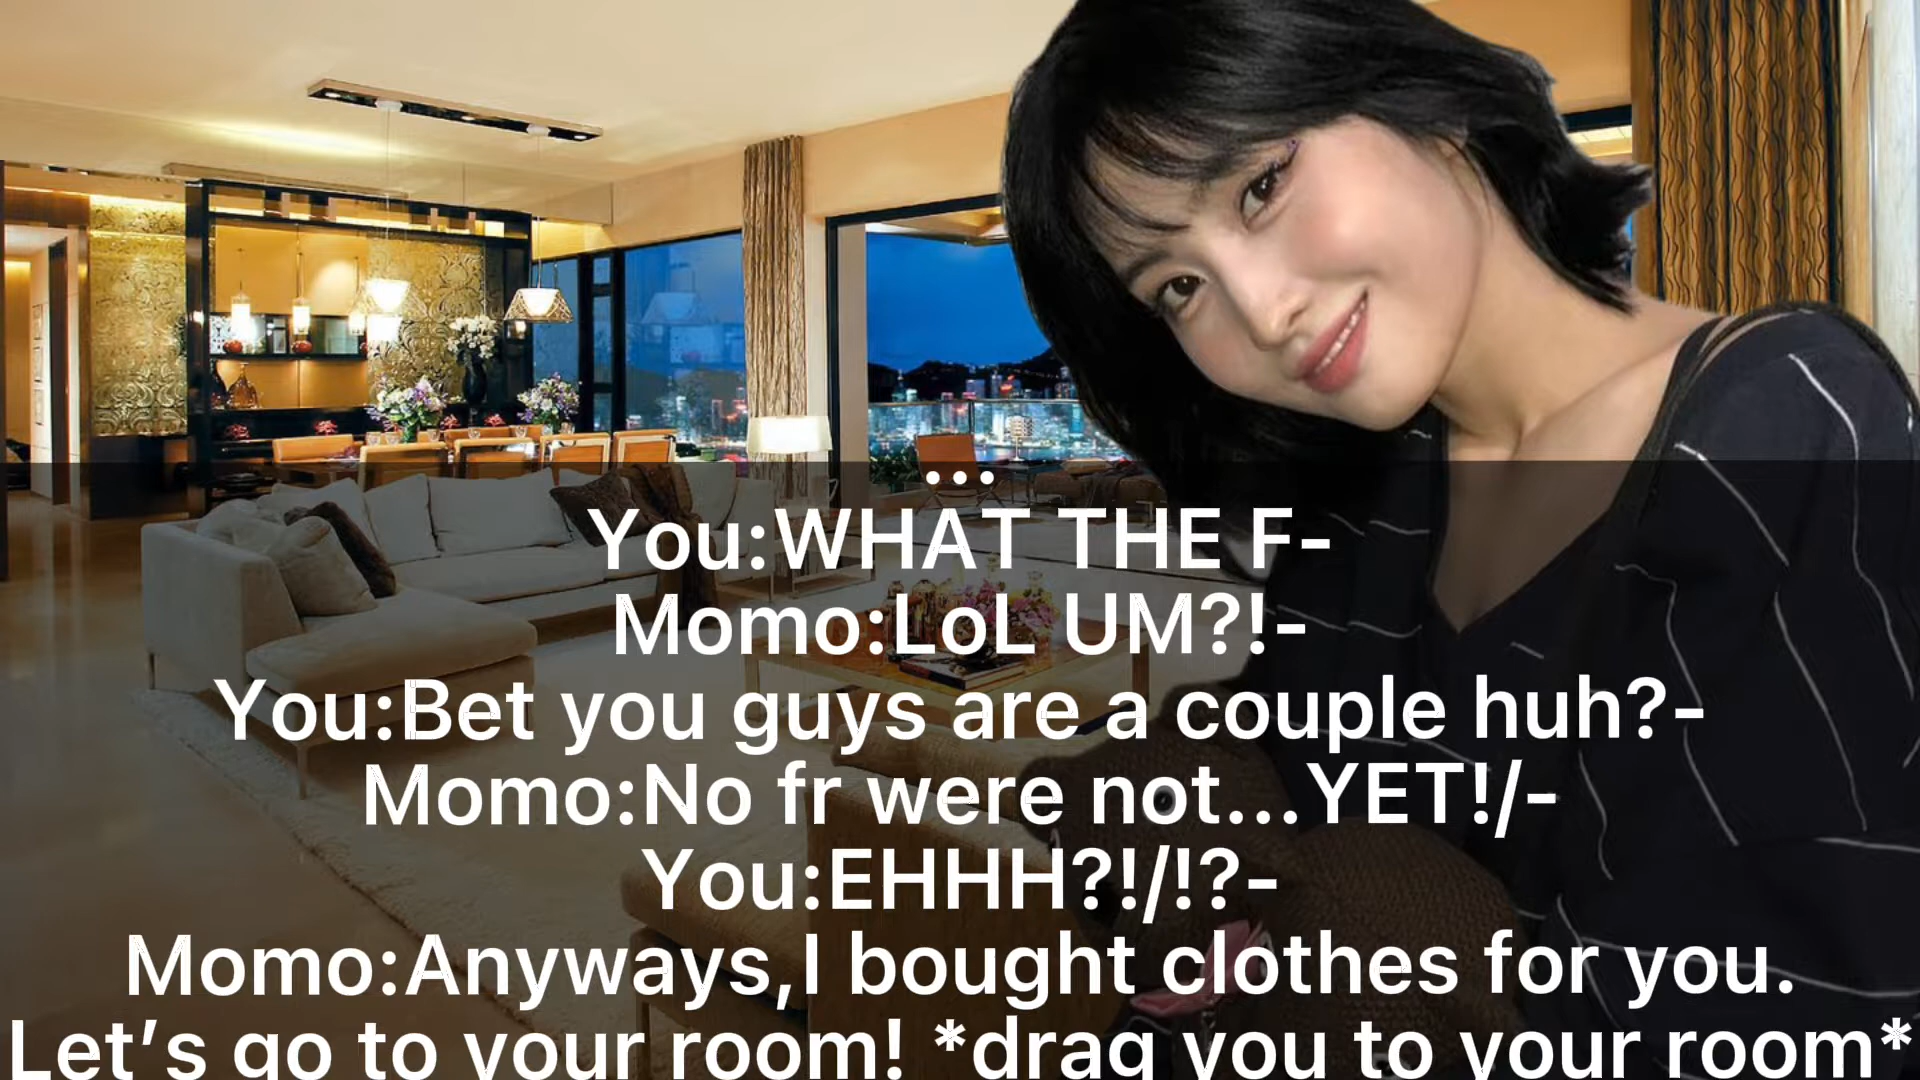 ...
You:WHAT THE F-
Momo:LoL UM?!-
You:Bet you guys are a couple huh?-
Momo:No fr were not...YET!/-
You:EHHH?!/!?-
Momo:Anyways,I bought clothes for you.
Let’s go to your room! *drag you to your room*